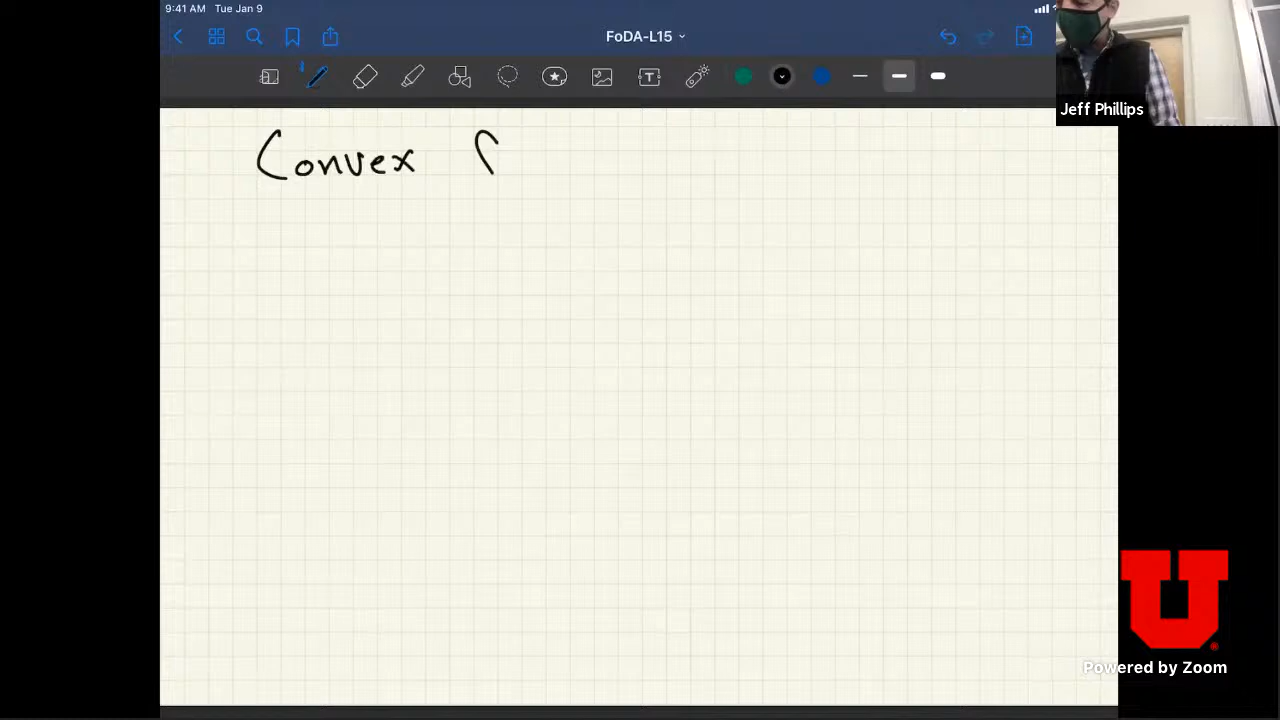 9:41 AM Tue Jan 9
FoDA-L15
Jeff Phillips
Convex
U
Powered by Zoom